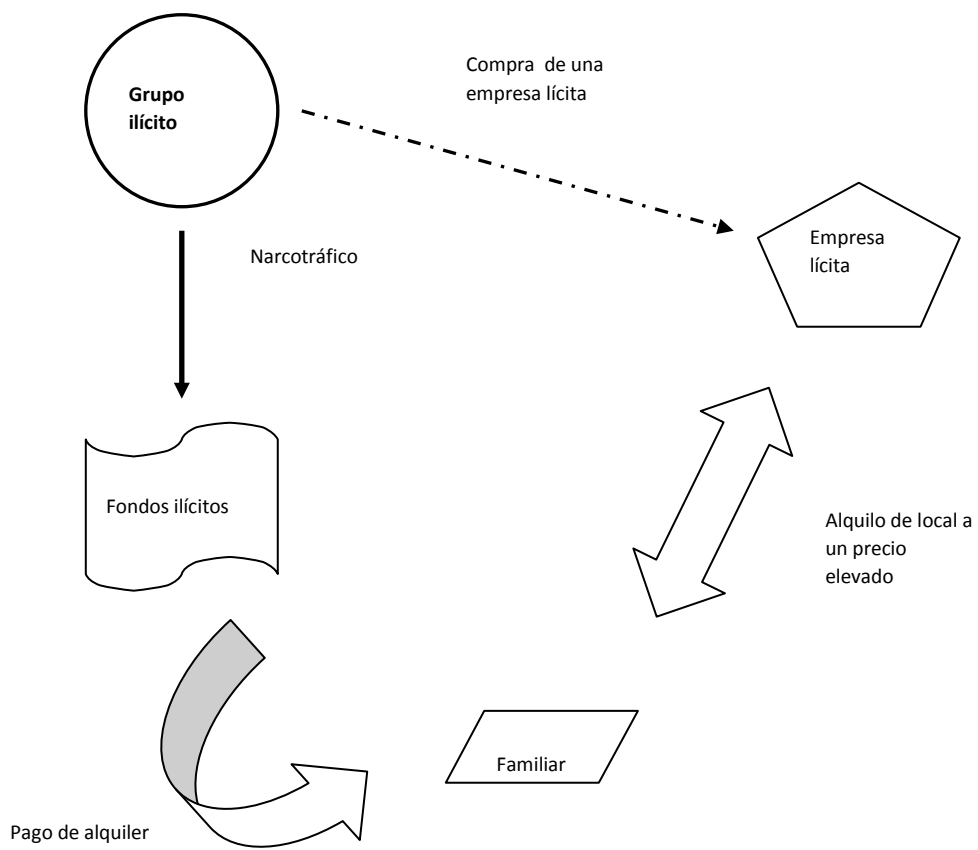 Compra de una
empresa lícita
Grupo
ilícito
Empresa
lícita
Narcotráfico
Fondos ilícitos
Alquilo de local a
un precio
elevado
Familiar
Pago de alquiler